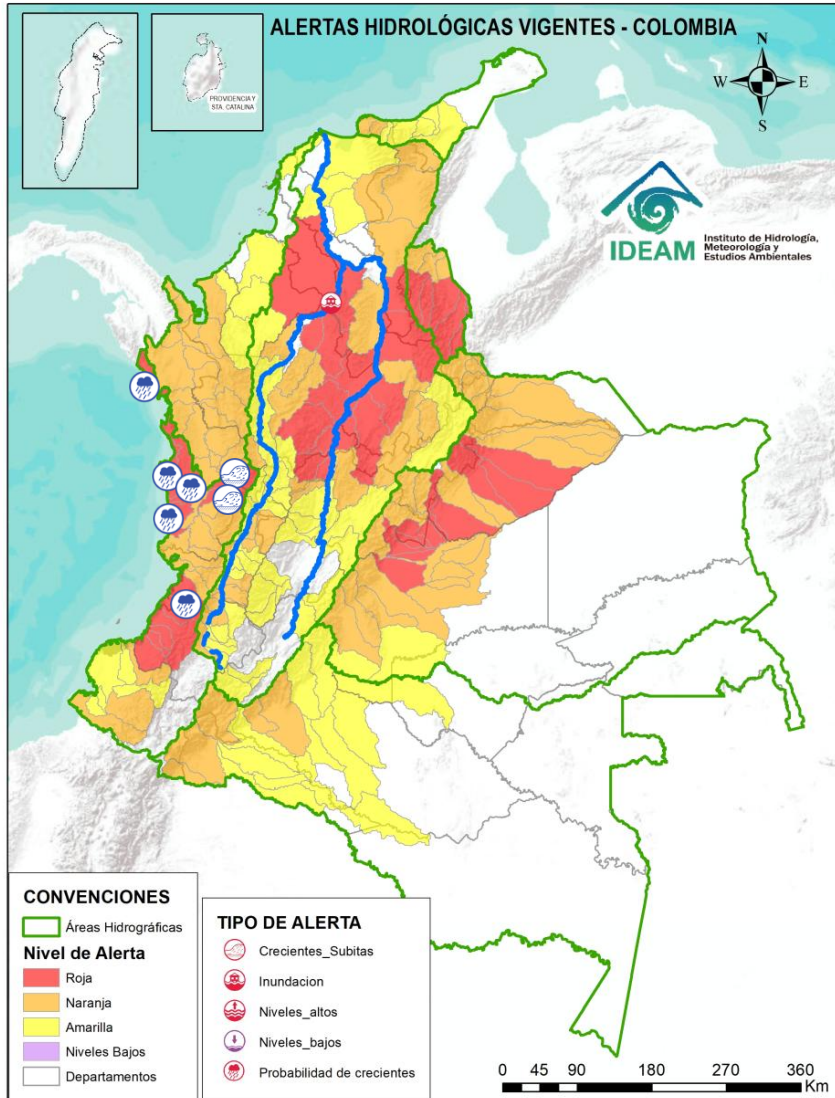 ALERTAS HIDROLÓGICAS VIGENTES - COLOMBIA
PROVIDENCIA Y
STA. CATALINA
N
W
E
S
IDEAM
Instituto de Hidrología,
Meteorología y
Estudios Ambientales
CONVENCIONES
Áreas Hidrográficas
Nivel de Alerta
Roja
Naranja
Amarilla
Niveles Bajos
Departamentos
TIPO DE ALERTA
Crecientes_Subitas
Inundacion
Niveles_altos
Niveles_bajos
Probabilidad de crecientes
0 45 90 180 270 360
Km